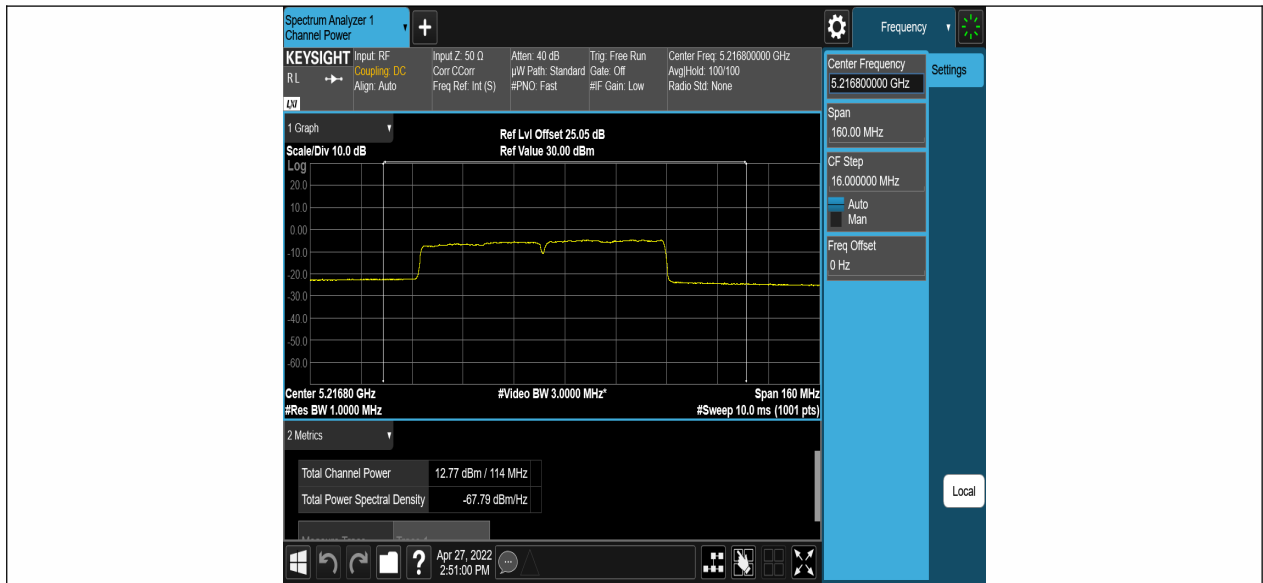 Spectrum Analyzer 1
Channel Power
+
Frequency
KEYSIGHT
RL
LXI
Input: RF
Coupling: DC
Align: Auto
Input Z: 50 Ω
Corr CCorr
Freq Ref: Int (S)
Atten: 40 dB
µW Path: Standard
#PNO: Fast
Trig: Free Run
Gate: Off
#IF Gain: Low
Center Freq: 5.216800000 GHz
Avg|Hold: 100/100
Radio Std: None
Center Frequency
5.216800000 GHz
Settings
Span
160.00 MHz
CF Step
16.000000 MHz
Auto
Man
Freq Offset
0 Hz
Local
1 Graph
Scale/Div 10.0 dB
Ref Lvl Offset 25.05 dB
Ref Value 30.00 dBm
Log
20.0
10.0
0.00
-10.0
-20.0
-30.0
-40.0
-50.0
-60.0
Center 5.21680 GHz
#Video BW 3.0000 MHz*
Span 160 MHz
#Res BW 1.0000 MHz
#Sweep 10.0 ms (1001 pts)
2 Metrics
Total Channel Power 12.77 dBm / 114 MHz
Total Power Spectral Density -67.79 dBm/Hz
?
Apr 27, 2022
2:51:00 PM